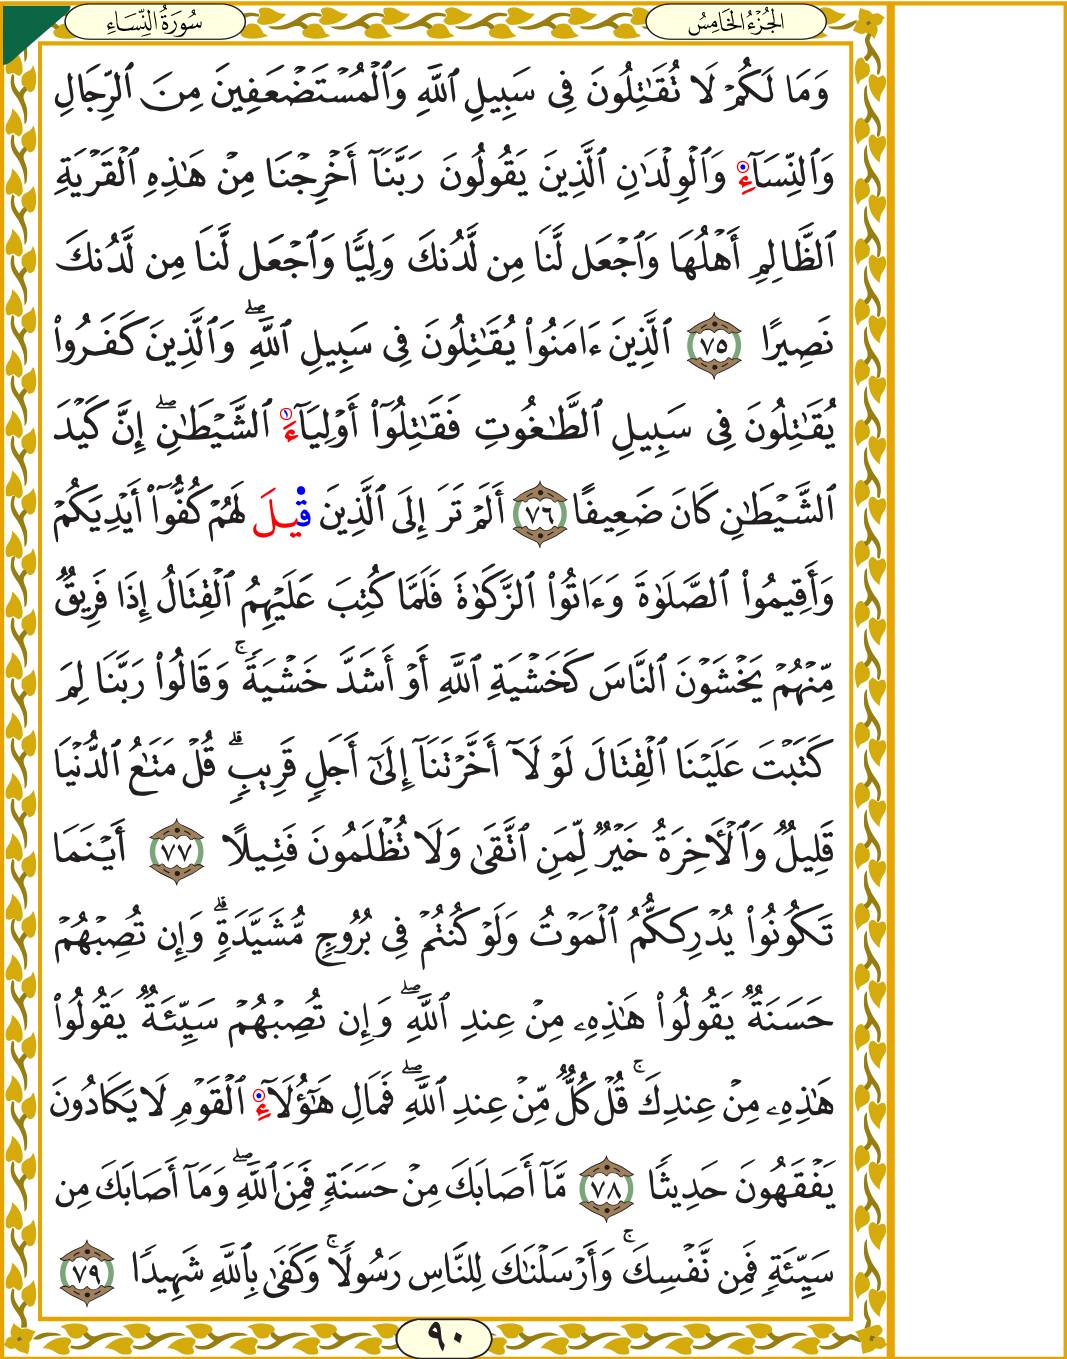 الجُزْءُ الخَامِسُ
سُورَةُ النِّسَاءِ
وَمَا لَكُمۡ لَا تُقَٰتِلُونَ فِي سَبِيلِ ٱللَّهِ وَٱلۡمُسۡتَضۡعَفِينَ مِنَ ٱلرِّجَالِ
وَٱلنِّسَآءِ وَٱلۡوِلۡدَٰنِ ٱلَّذِينَ يَقُولُونَ رَبَّنَآ أَخۡرِجۡنَا مِنۡ هَٰذِهِ ٱلۡقَرۡيَةِ
ٱلظَّالِمِ أَهۡلُهَا وَٱجۡعَل لَّنَا مِن لَّدُنكَ وَلِيّٗا وَٱجۡعَل لَّنَا مِن لَّدُنكَ
نَصِيرًا ٧٥ ٱلَّذِينَ ءَامَنُواْ يُقَٰتِلُونَ فِي سَبِيلِ ٱللَّهِۖ وَٱلَّذِينَ كَفَرُواْ
يُقَٰتِلُونَ فِي سَبِيلِ ٱلطَّٰغُوتِ فَقَٰتِلُوٓاْ أَوۡلِيَآءَ ٱلشَّيۡطَٰنِۖ إِنَّ كَيۡدَ
ٱلشَّيۡطَٰنِ كَانَ ضَعِيفًا ٧٦ أَلَمۡ تَرَ إِلَى ٱلَّذِينَ قِيلَ لَهُمۡ كُفُّوٓاْ أَيۡدِيَكُمۡ
وَأَقِيمُواْ ٱلصَّلَوٰةَ وَءَاتُواْ ٱلزَّكَوٰةَ فَلَمَّا كُتِبَ عَلَيۡهِمُ ٱلۡقِتَالُ إِذَا فَرِيقٞ
مِّنۡهُمۡ يَخۡشَوۡنَ ٱلنَّاسَ كَخَشۡيَةِ ٱللَّهِ أَوۡ أَشَدَّ خَشۡيَةٗۚ وَقَالُواْ رَبَّنَا لِمَ
كَتَبۡتَ عَلَيۡنَا ٱلۡقِتَالَ لَوۡلَآ أَخَّرۡتَنَآ إِلَىٰٓ أَجَلٖ قَرِيبٖۗ قُلۡ مَتَٰعُ ٱلدُّنۡيَا
قَلِيلٞ وَٱلۡأٓخِرَةُ خَيۡرٞ لِّمَنِ ٱتَّقَىٰ وَلَا تُظۡلَمُونَ فَتِيلًا ٧٧ أَيۡنَمَا
تَكُونُواْ يُدۡرِككُّمُ ٱلۡمَوۡتُ وَلَوۡ كُنتُمۡ فِي بُرُوجٖ مُّشَيَّدَةٖۗ وَإِن تُصِبۡهُمۡ
حَسَنَةٞ يَقُولُواْ هَٰذِهِۦ مِنۡ عِندِ ٱللَّهِۖ وَإِن تُصِبۡهُمۡ سَيِّئَةٞ يَقُولُواْ
هَٰذِهِۦ مِنۡ عِندِكَۚ قُلۡ كُلّٞ مِّنۡ عِندِ ٱللَّهِۖ فَمَالِ هَٰٓؤُلَآءِ ٱلۡقَوۡمِ لَا يَكَادُونَ
يَفۡقَهُونَ حَدِيثٗا ٧٨ مَّآ أَصَابَكَ مِنۡ حَسَنَةٖ فَمِنَ ٱللَّهِۖ وَمَآ أَصَابَكَ مِن
سَيِّئَةٖ فَمِن نَّفۡسِكَۚ وَأَرۡسَلۡنَٰكَ لِلنَّاسِ رَسُولٗاۚ وَكَفَىٰ بِٱللَّهِ شَهِيدٗا ٧٩
٩٠